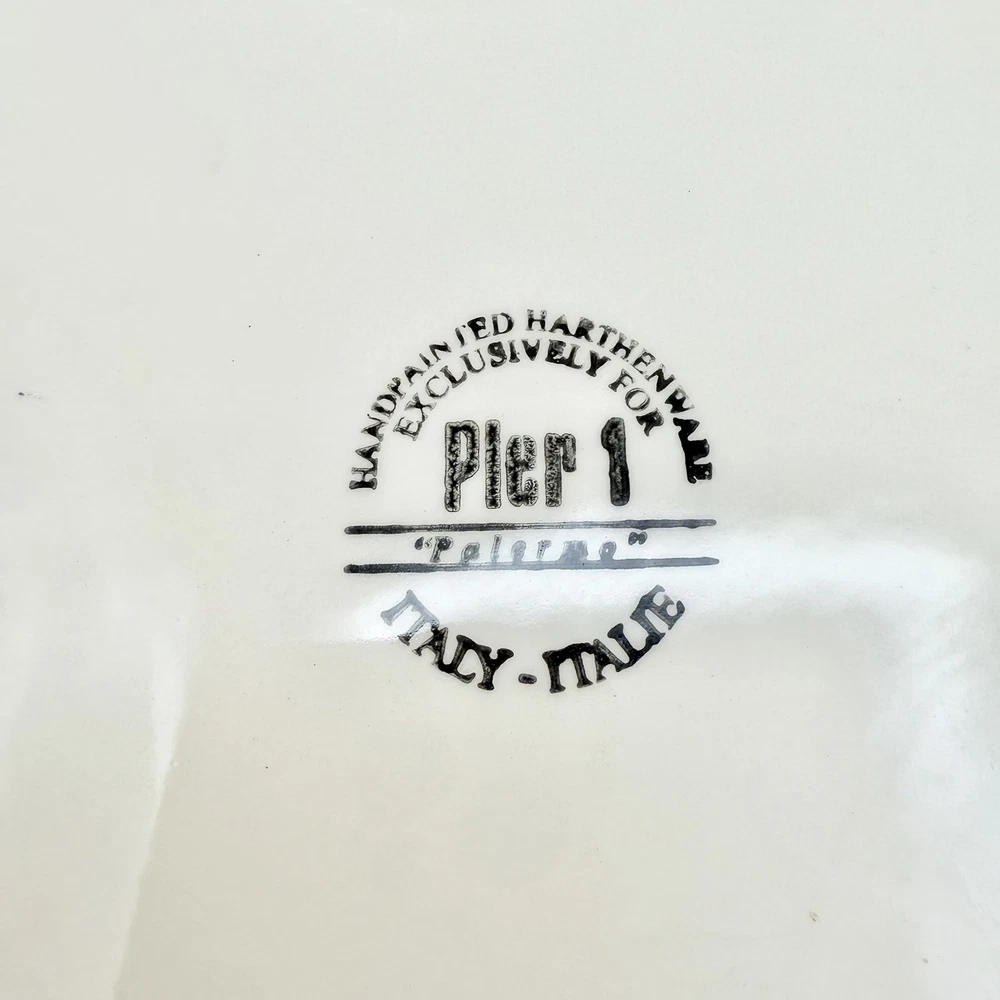 HANDPAINTED HARTHENWARE
EXCLUSIVELY FOR
PIer 1
"Palermo"
ITALY - ITALIE